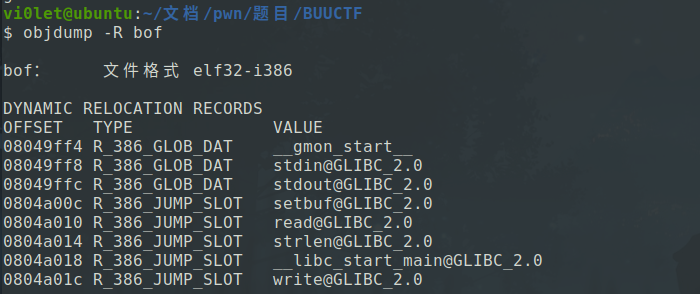 vi0let@ubuntu:~/文档/pwn/题目/BUUCTF
$ objdump -R bof
bof：     文件格式 elf32-i386
DYNAMIC RELOCATION RECORDS
OFFSET   TYPE              VALUE
08049ff4 R_386_GLOB_DAT    __gmon_start__
08049ff8 R_386_GLOB_DAT    stdin@GLIBC_2.0
08049ffc R_386_GLOB_DAT    stdout@GLIBC_2.0
0804a00c R_386_JUMP_SLOT   setbuf@GLIBC_2.0
0804a010 R_386_JUMP_SLOT   read@GLIBC_2.0
0804a014 R_386_JUMP_SLOT   strlen@GLIBC_2.0
0804a018 R_386_JUMP_SLOT   __libc_start_main@GLIBC_2.0
0804a01c R_386_JUMP_SLOT   write@GLIBC_2.0